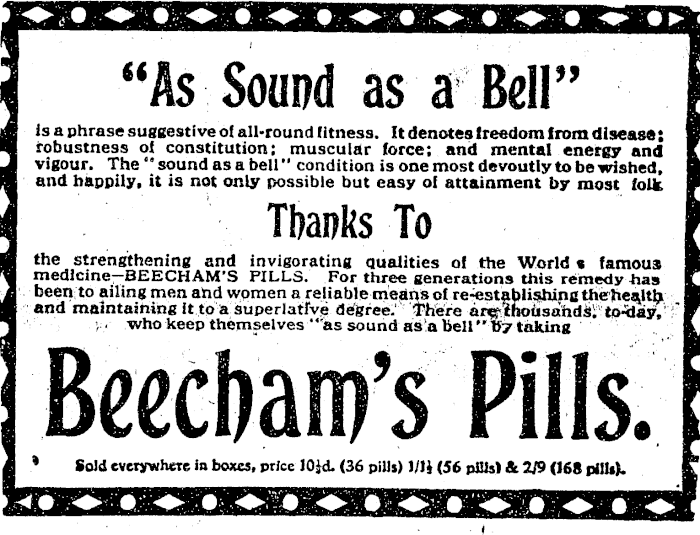 “As Sound as a Bell”
is a phrase suggestive of all-round fitness. It denotes freedom from disease;
robustness of constitution; muscular force; and mental energy and
vigour. The “sound as a bell” condition is one most devoutly to be wished,
and happily, it is not only possible but easy of attainment by most folk
Thanks To
the strengthening and invigorating qualities of the World s famous
medicine—BEECHAM'S PILLS. For three generations this remedy has
been to ailing men and women a reliable means of re-establishing the health
and maintaining it to a superlative degree. There are thousands, to-day,
who keep themselves “as sound as a bell” by taking
Beecham's Pills.
Sold everywhere in boxes, price 10½d. (36 pills) 1/1½ (56 pills) & 2/9 (168 pills).